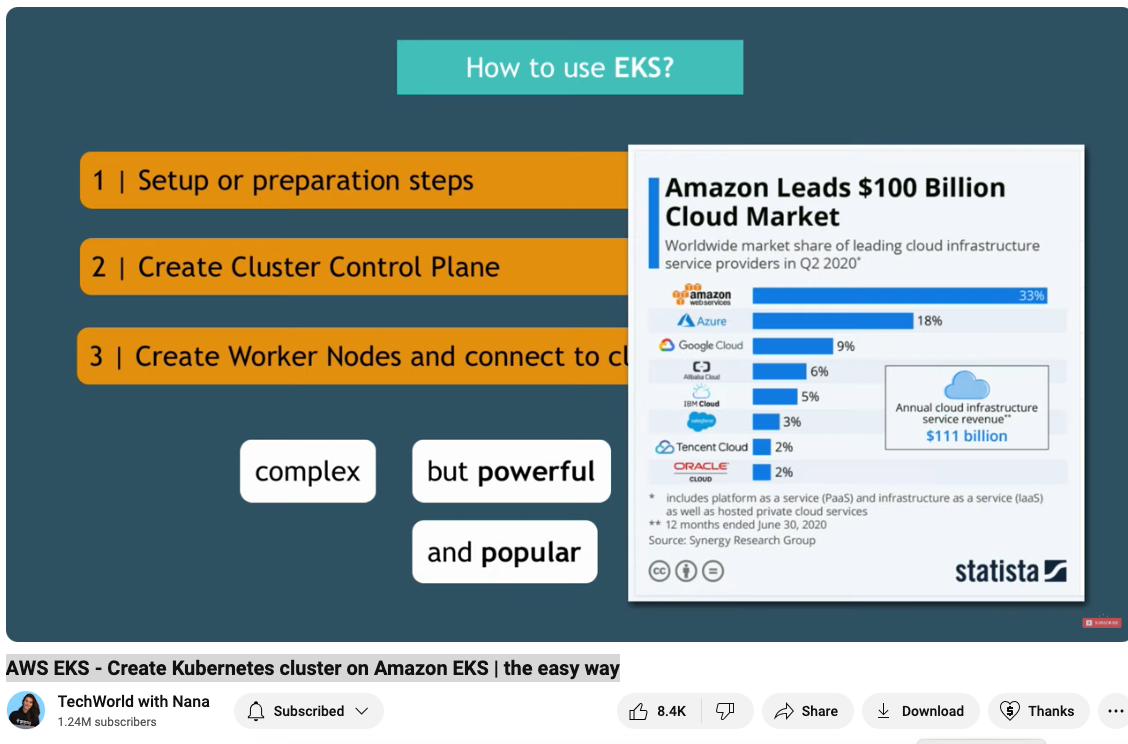 How to use EKS?
1 | Setup or preparation steps
2 | Create Cluster Control Plane
3 | Create Worker Nodes and connect to cl
complex
but powerful
and popular
Amazon Leads $100 Billion
Cloud Market
Worldwide market share of leading cloud infrastructure
service providers in Q2 2020*
amazon
webservices
33%
Azure
18%
Google Cloud
9%
Alibaba Cloud
6%
IBM Cloud
5%
salesforce
3%
Tencent Cloud
2%
ORACLE
CLOUD
2%
Annual cloud infrastructure
service revenue**
$111 billion
* includes platform as a service (PaaS) and infrastructure as a service (IaaS)
as well as hosted private cloud services
** 12 months ended June 30, 2020
Source: Synergy Research Group
cc
statista
SUBSCRIBE
AWS EKS - Create Kubernetes cluster on Amazon EKS | the easy way
TechWorld with Nana
1.24M subscribers
Subscribed
8.4K
Share
Download
Thanks